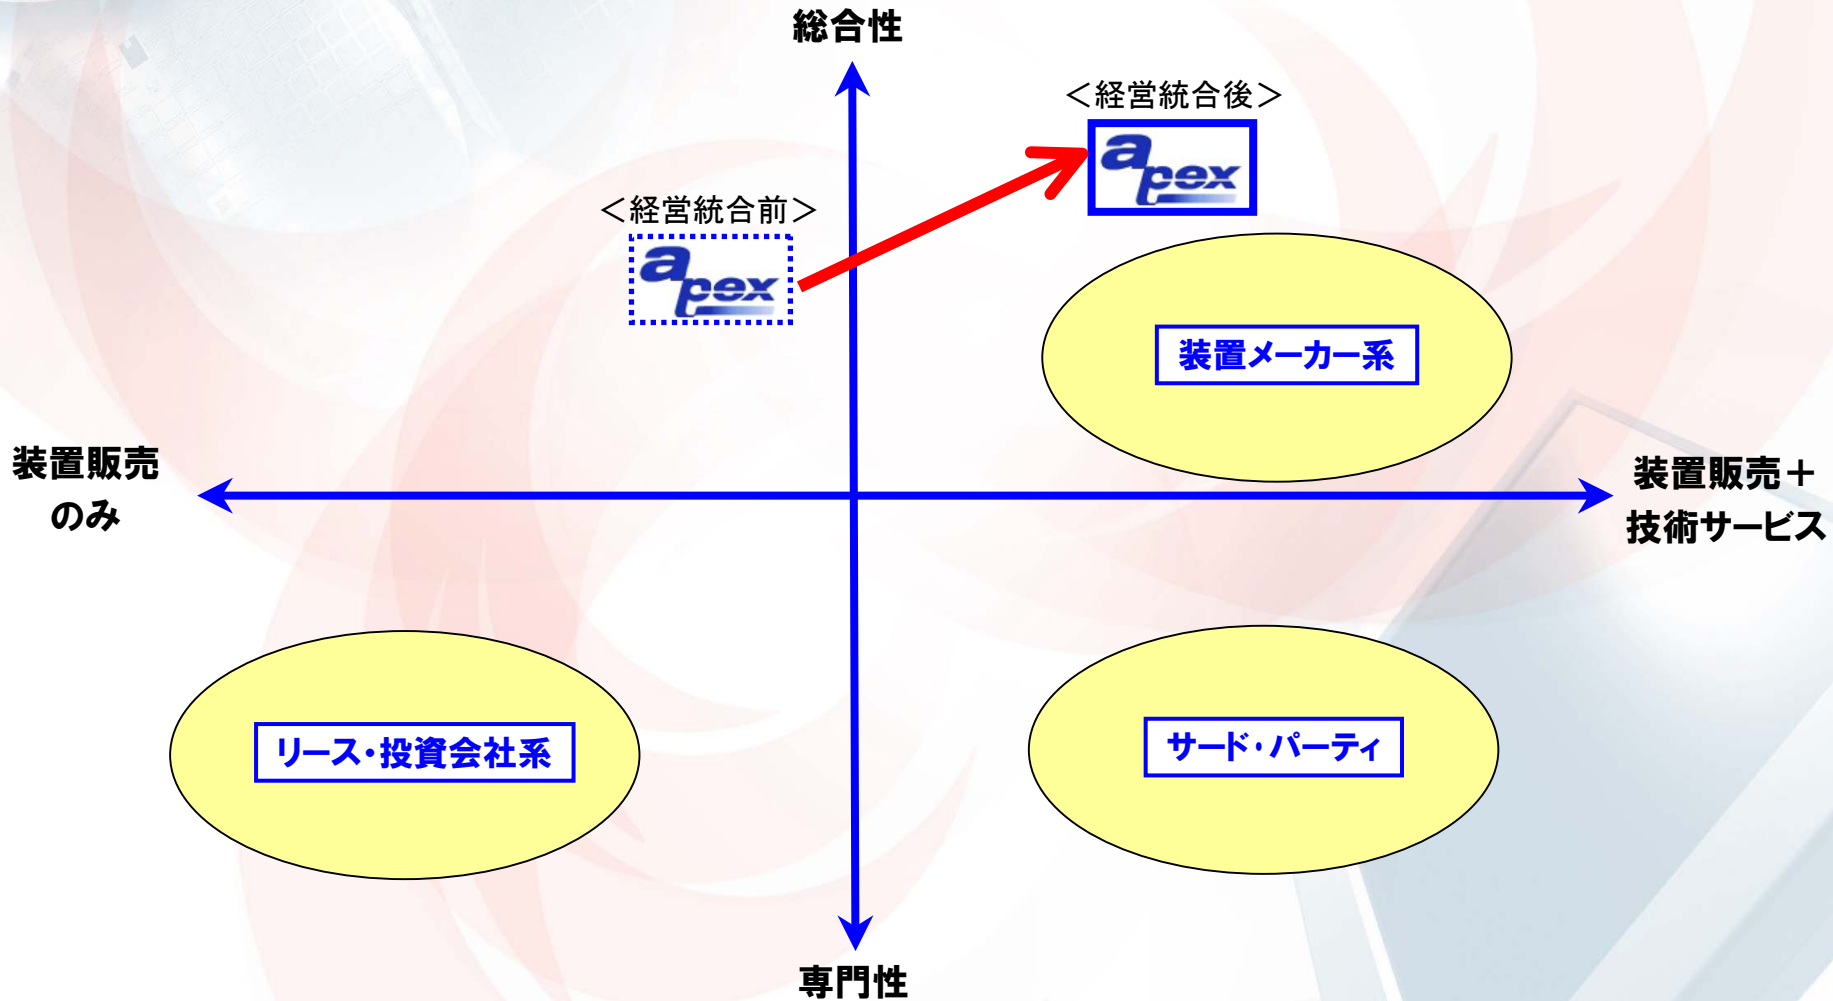 総合性
＜経営統合後＞
apex
＜経営統合前＞
apex
装置メーカー系
装置販売
のみ
装置販売＋
技術サービス
リース・投資会社系
サード・パーティ
専門性